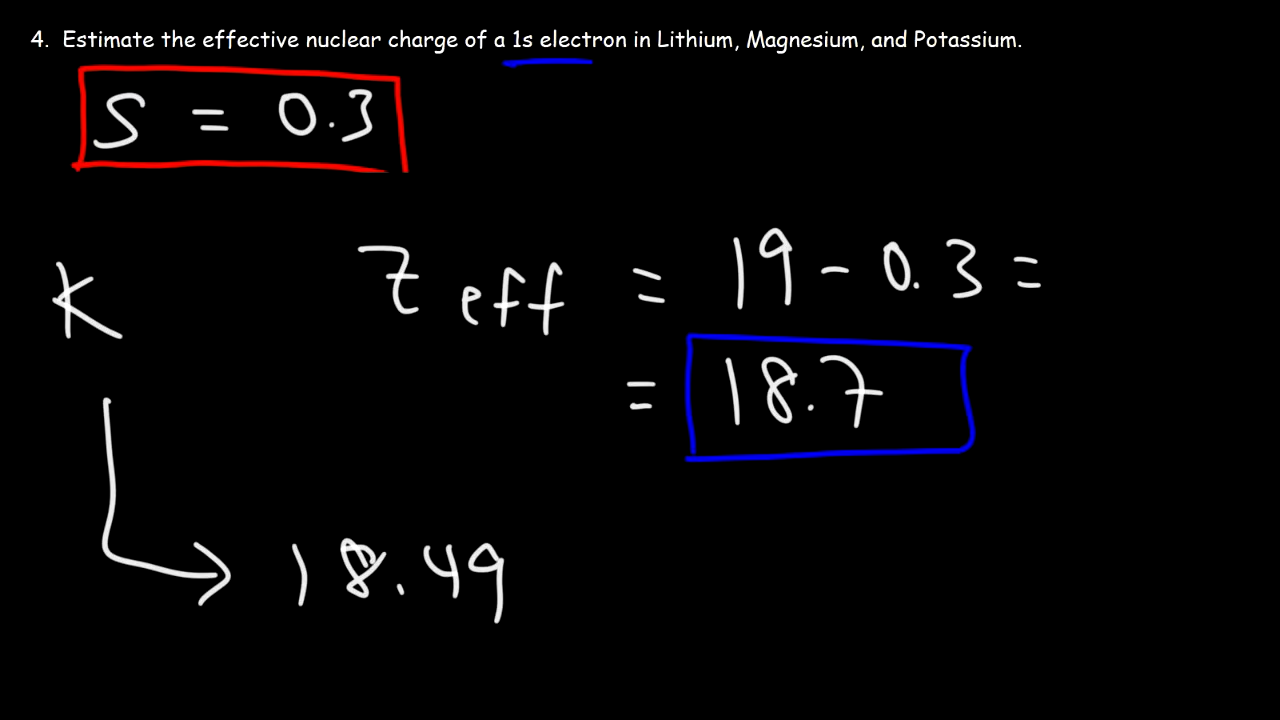 4. Estimate the effective nuclear charge of a 1s electron in Lithium, Magnesium, and Potassium.
S = 0.3
K Z eff = 19 - 0.3 =
= 18.7
18.49